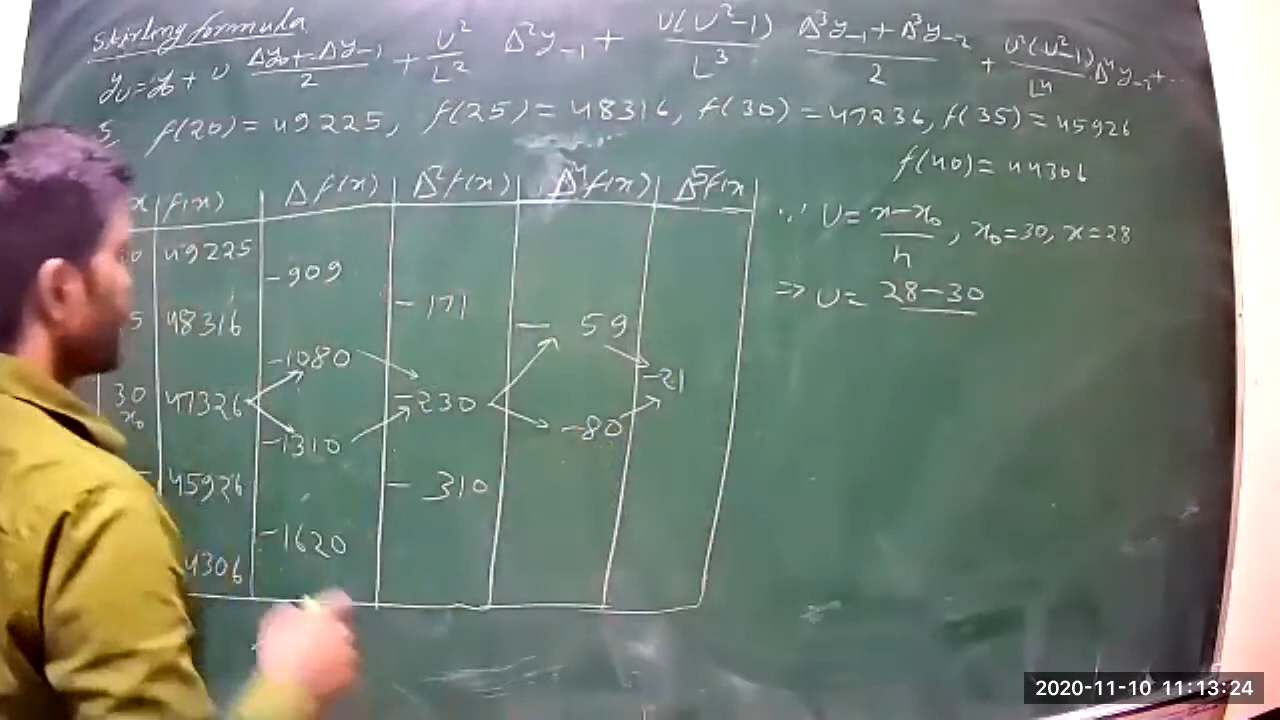 Stirling formula
yᵤ = y₀ + U (Δy₀ + Δy₋₁)/2 + U²/L2 Δ²y₋₁ + U(U²-1)/L3 (Δ³y₋₁ + Δ³y₋₂)/2 + U²(U²-1)/L4 Δ⁴y₋₂ + ...
5. f(20) = 49225, f(25) = 48316, f(30) = 47236, f(35) = 45926
f(40) = 44306
x | f(x) | Δf(x) | Δ²f(x) | Δ⁴f(x) | Δ⁵f(x)
0 49225
-909
-171
5 48316 - 59
-1080
-21
30 x₀ 47326 -230
-80
-1310
45926 - 310
-1620
4306
∵ U = (x-x₀)/h, x₀=30, x=28
⇒ U = 28-30
2020-11-10 11:13:24